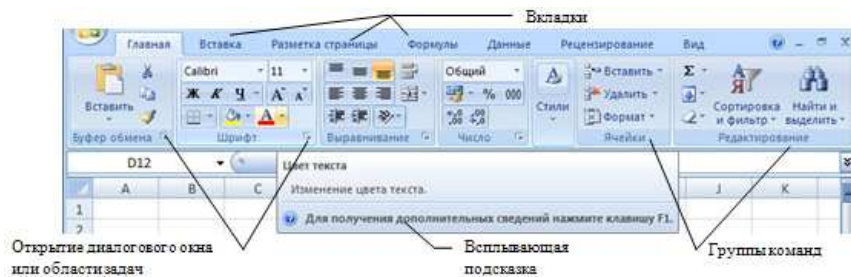 Вкладки
Главная Вставка Разметка страницы Формулы Данные Рецензирование Вид
Calibri 11 Общий Вставить Σ
Ж К Ч А А % 000 Удалить
Вставить Стили Формат Сортировка и фильтр Найти и выделить
Буфер обмена Шрифт Выравнивание Число Ячейки Редактирование
D12
Цвет текста
A B C J K
Изменение цвета текста.
1
Для получения дополнительных сведений нажмите клавишу F1.
2
Открытие диалогового окна
или области задач
Всплывающая
подсказка
Группы команд